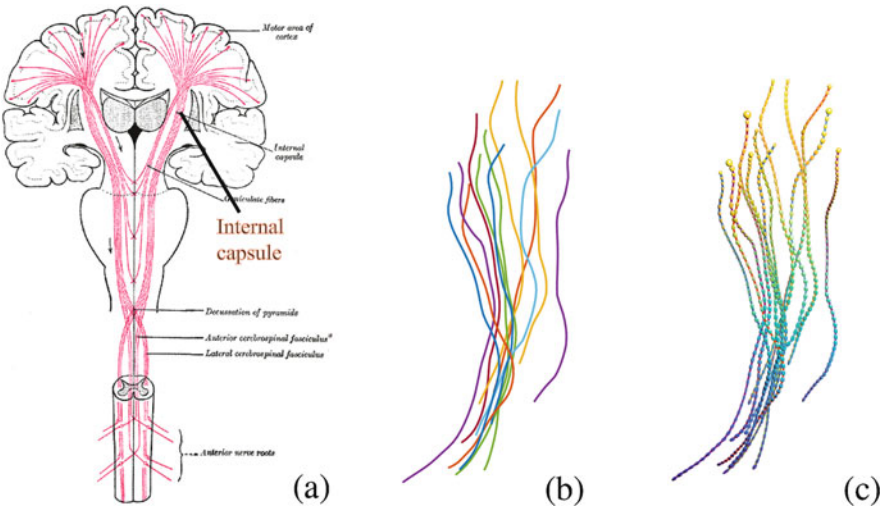 Motor area of
cortex
Internal
capsule
Geniculate fibers
Internal
capsule
Decussation of pyramids
Anterior cerebrospinal fasciculus*
Lateral cerebrospinal fasciculus
Anterior nerve roots
(a)
(b)
(c)